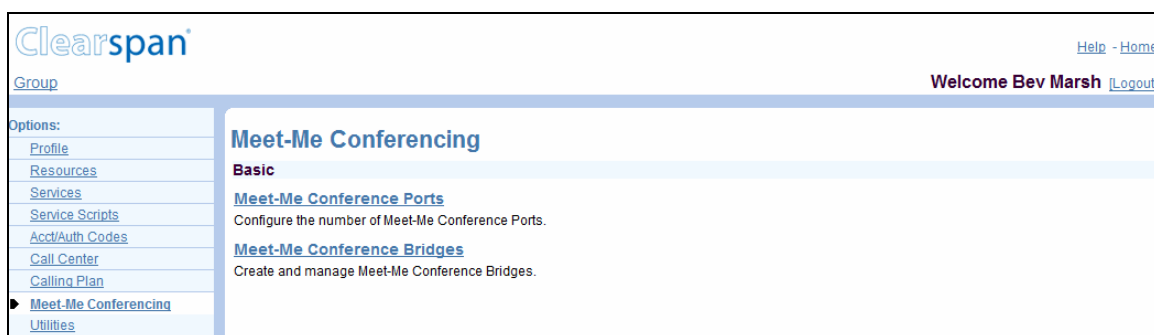 Clearspan®
Help - Home
Group
Welcome Bev Marsh [Logout
Options:
Profile
Resources
Services
Service Scripts
Acct/Auth Codes
Call Center
Calling Plan
Meet-Me Conferencing
Utilities
Meet-Me Conferencing
Basic
Meet-Me Conference Ports
Configure the number of Meet-Me Conference Ports.
Meet-Me Conference Bridges
Create and manage Meet-Me Conference Bridges.